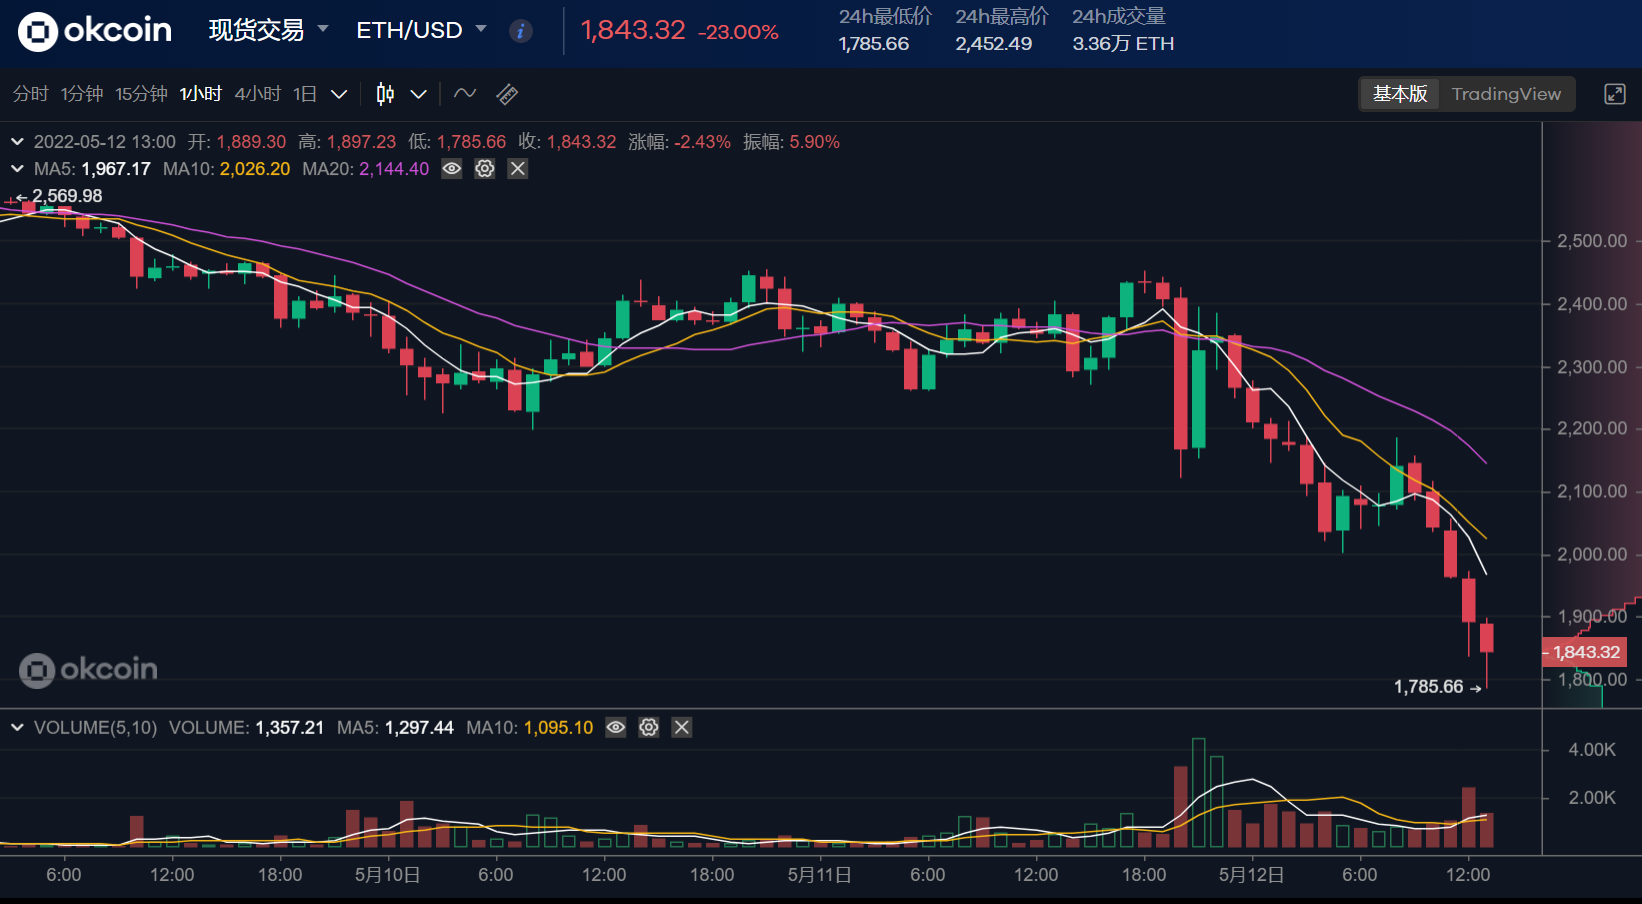 okcoin 现货交易 ETH/USD i 1,843.32 -23.00% 24h最低价 24h最高价 24h成交量
1,785.66 2,452.49 3.36万 ETH
分时 1分钟 15分钟 1小时 4小时 1日 基本版 TradingView
2022-05-12 13:00 开: 1,889.30 高: 1,897.23 低: 1,785.66 收: 1,843.32 涨幅: -2.43% 振幅: 5.90%
MA5: 1,967.17 MA10: 2,026.20 MA20: 2,144.40
2,569.98
2,500.00
2,400.00
2,300.00
2,200.00
2,100.00
2,000.00
1,900.00
1,843.32
okcoin
1,800.00
1,785.66
VOLUME(5,10) VOLUME: 1,357.21 MA5: 1,297.44 MA10: 1,095.10
4.00K
2.00K
6:00 12:00 18:00 5月10日 6:00 12:00 18:00 5月11日 6:00 12:00 18:00 5月12日 6:00 12:00